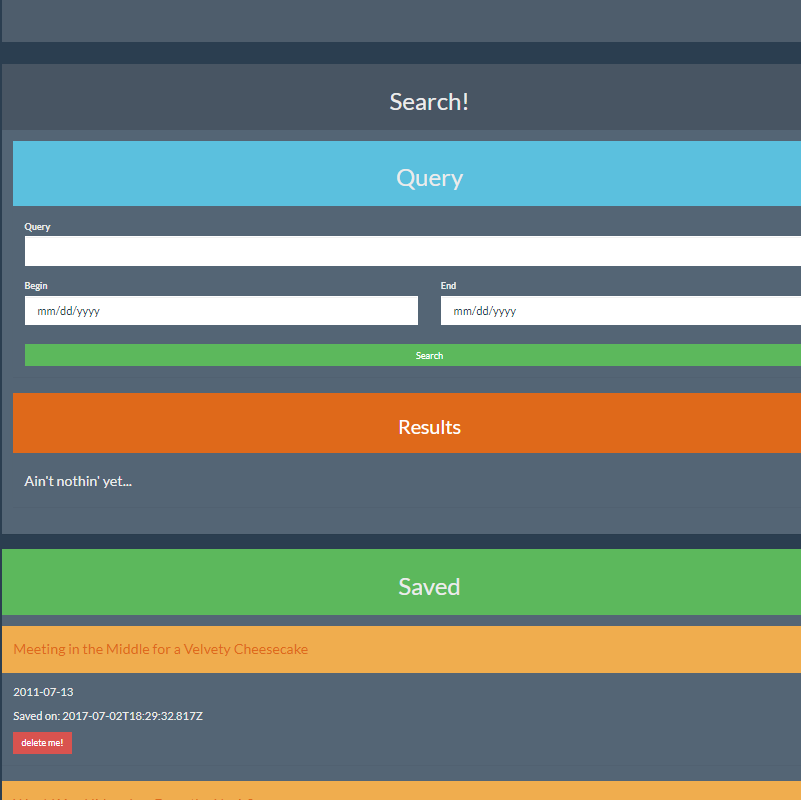 Search!
Query
Query
Begin
End
mm/dd/yyyy
mm/dd/yyyy
Search
Results
Ain't nothin' yet...
Saved
Meeting in the Middle for a Velvety Cheesecake
2011-07-13
Saved on: 2017-07-02T18:29:32.817Z
delete me!